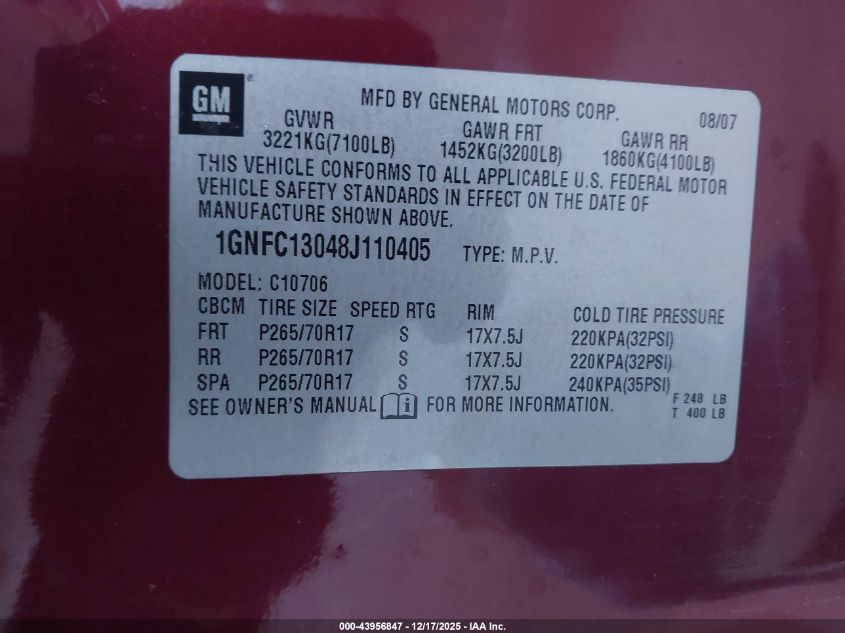 GM®
MFD BY GENERAL MOTORS CORP. 08/07
GVWR GAWR FRT GAWR RR
3221KG(7100LB) 1452KG(3200LB) 1860KG(4100LB)
THIS VEHICLE CONFORMS TO ALL APPLICABLE U.S. FEDERAL MOTOR
VEHICLE SAFETY STANDARDS IN EFFECT ON THE DATE OF
MANUFACTURE SHOWN ABOVE.
1GNFC13048J110405 TYPE: M.P.V.
MODEL: C10706
CBCM TIRE SIZE SPEED RTG RIM COLD TIRE PRESSURE
FRT P265/70R17 S 17X7.5J 220KPA(32PSI)
RR P265/70R17 S 17X7.5J 220KPA(32PSI)
SPA P265/70R17 S 17X7.5J 240KPA(35PSI)
SEE OWNER'S MANUAL i FOR MORE INFORMATION.
F 248 LB
T 400 LB
000-43956847 - 12/17/2025 - IAA Inc.